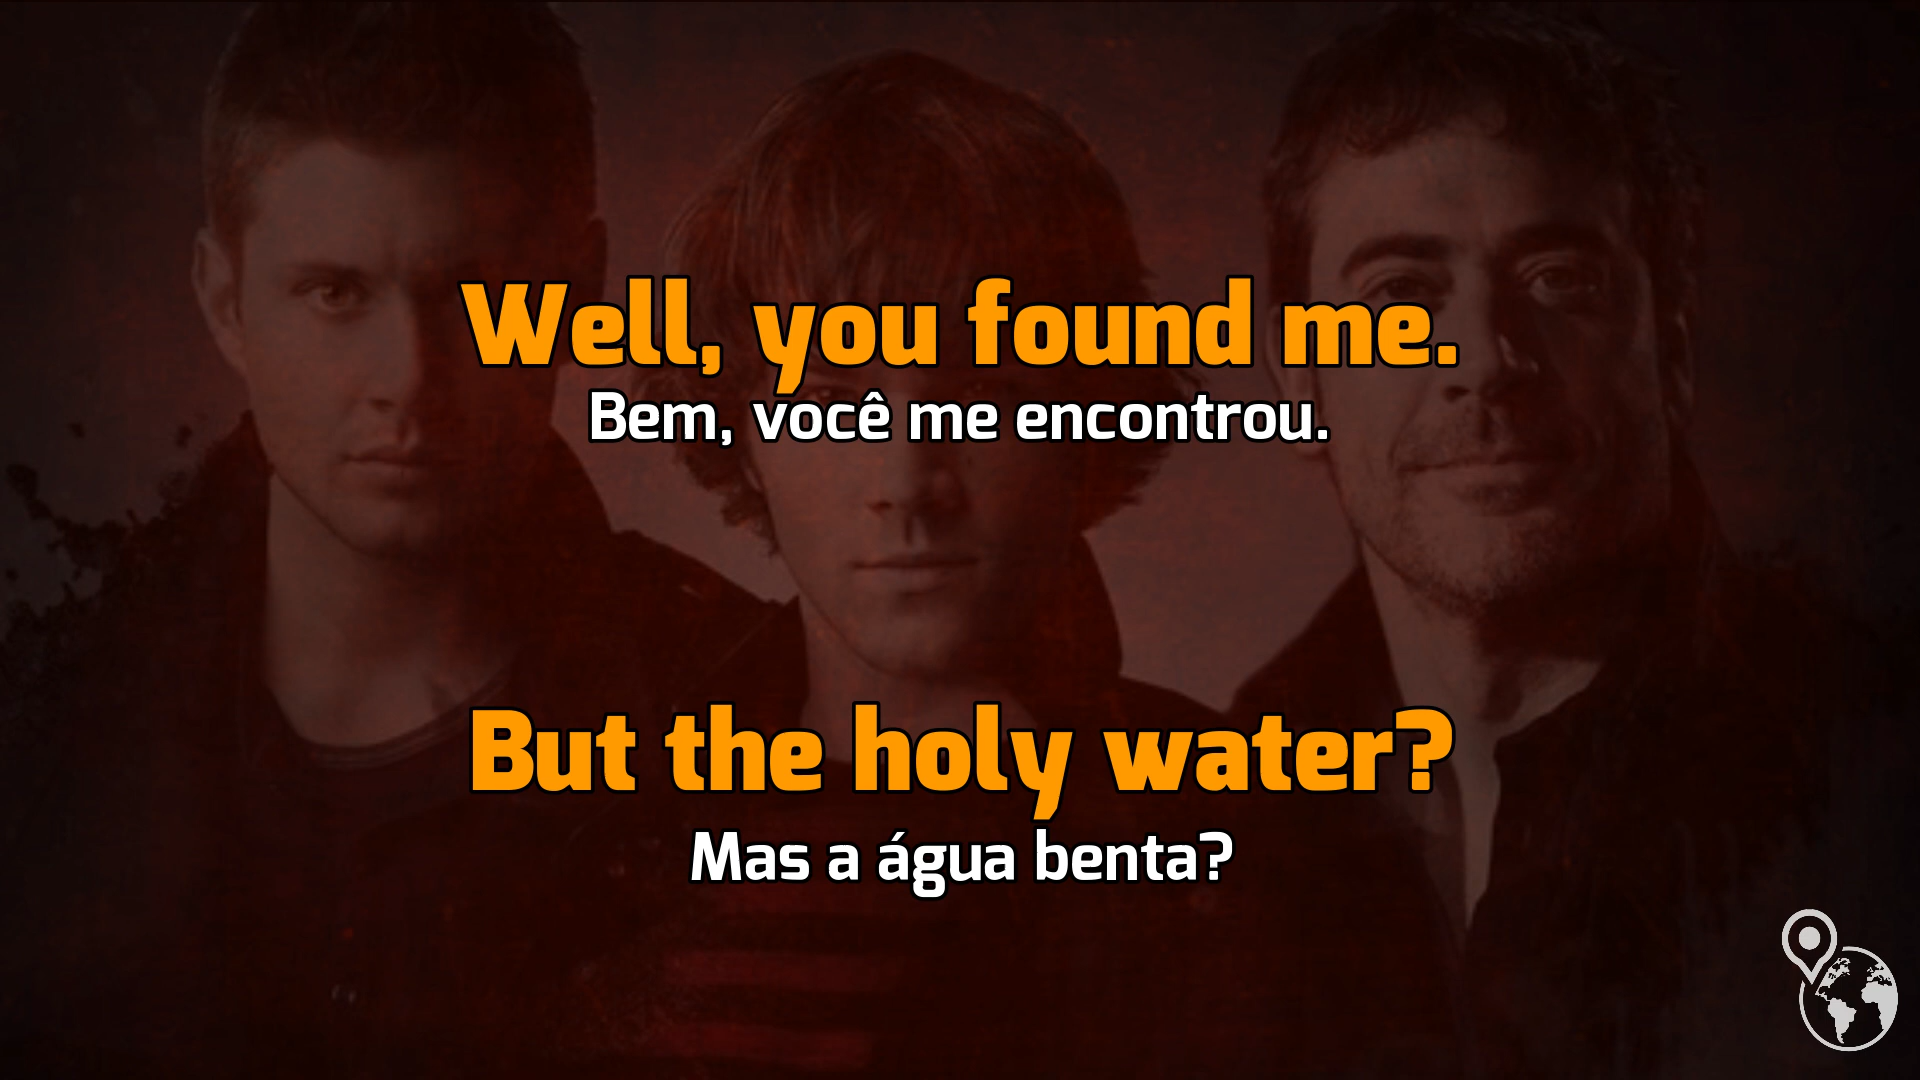 Well, you found me.
Bem, você me encontrou.
But the holy water?
Mas a água benta?